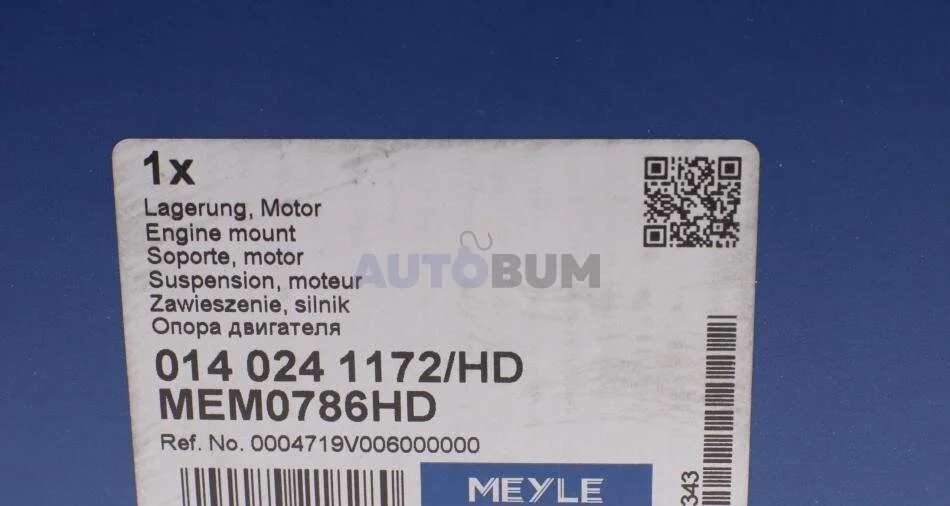 1x
Lagerung, Motor
Engine mount
Soporte, motor
Suspension, moteur
Zawieszenie, silnik
Опора двигателя
AUTOBUM
014 024 1172/HD
MEM0786HD
Ref. No. 0004719V006000000
MEYLE
343